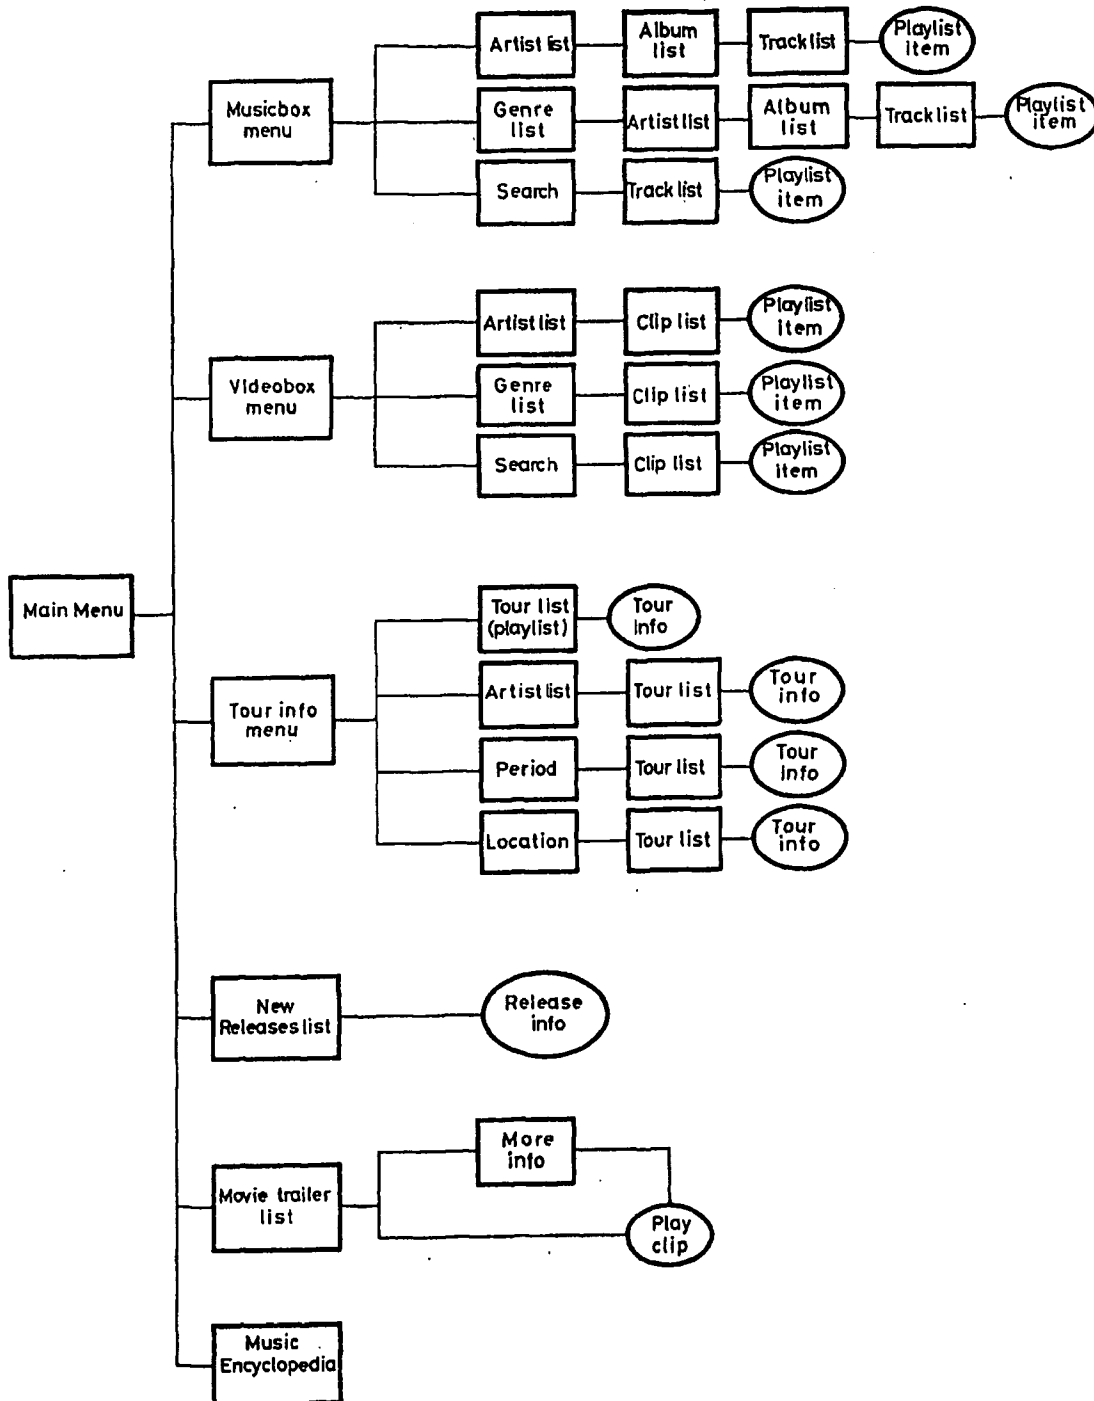 Artist list
Album
list
Track list
Playlist
item
Musicbox
menu
Genre
list
Artist list
Album
list
Track list
Playlist
item
Search
Track list
Playlist
item
Artist list
Clip list
Playlist
item
Videobox
menu
Genre
list
Clip list
Playlist
item
Search
Clip list
Playlist
item
Main Menu
Tour list
(playlist)
Tour
info
Tour info
menu
Artist list
Tour list
Tour
info
Period
Tour list
Tour
info
Location
Tour list
Tour
info
New
Releases list
Release
info
Movie trailer
list
More
info
Play
clip
Music
Encyclopedia